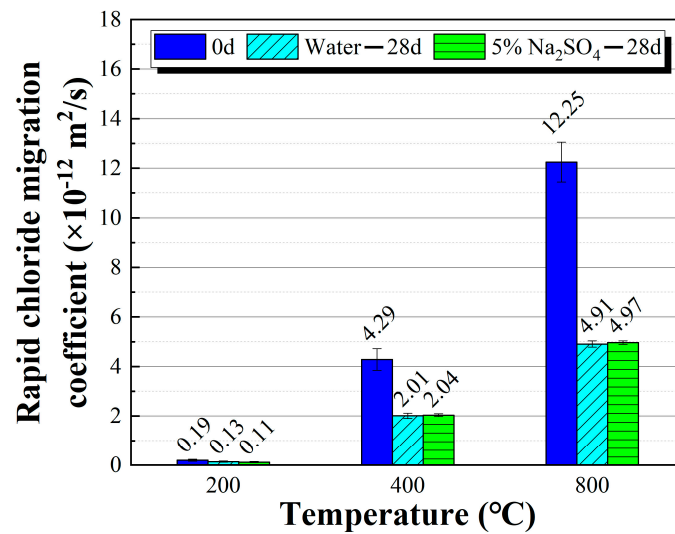 0d Water－28d 5% Na₂SO₄－28d
Rapid chloride migration
coefficient (×10⁻¹² m²/s)
18
16
14
12
10
8
6
4
2
0
0.19 0.13 0.11
4.29 2.01 2.04
12.25 4.91 4.97
200 400 800
Temperature (°C)